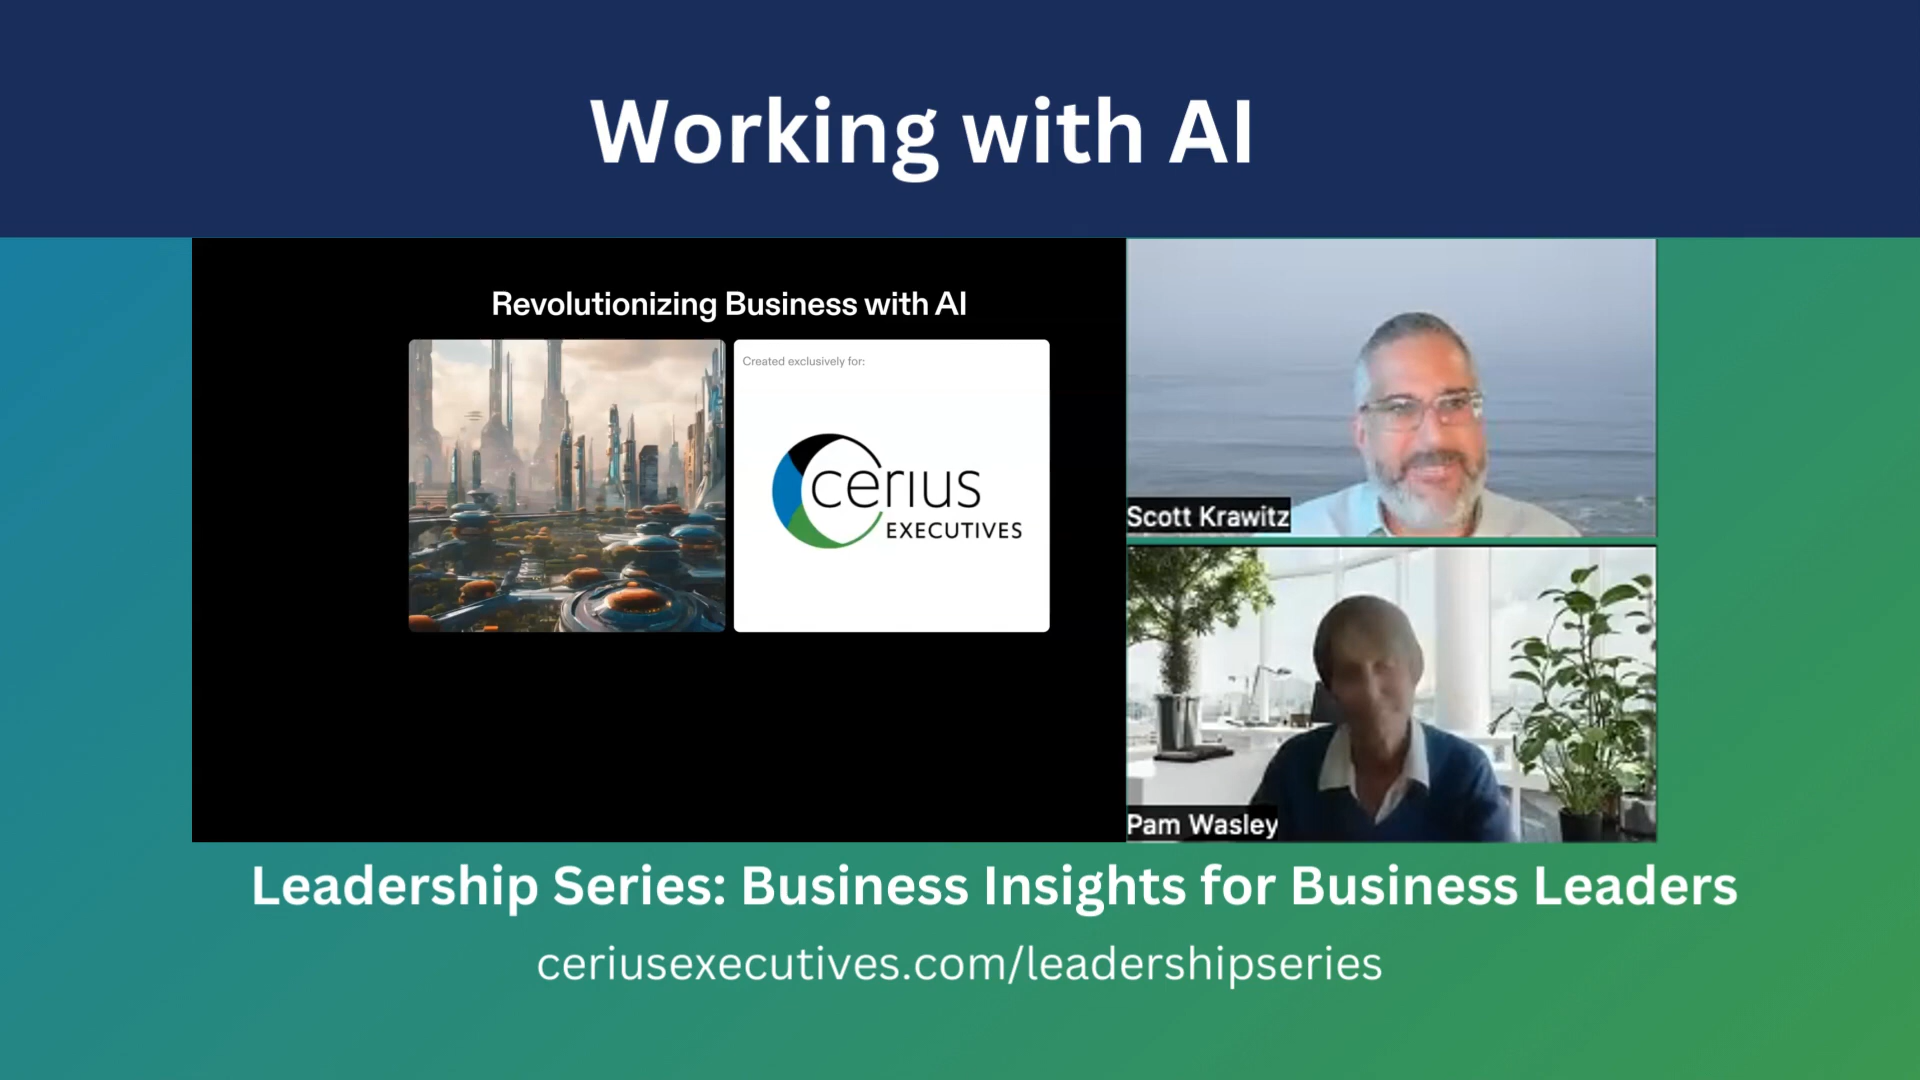 Working with AI
Revolutionizing Business with AI
Created exclusively for:
cerius
EXECUTIVES
Scott Krawitz
Pam Wasley
Leadership Series: Business Insights for Business Leaders
ceriusexecutives.com/leadershipseries